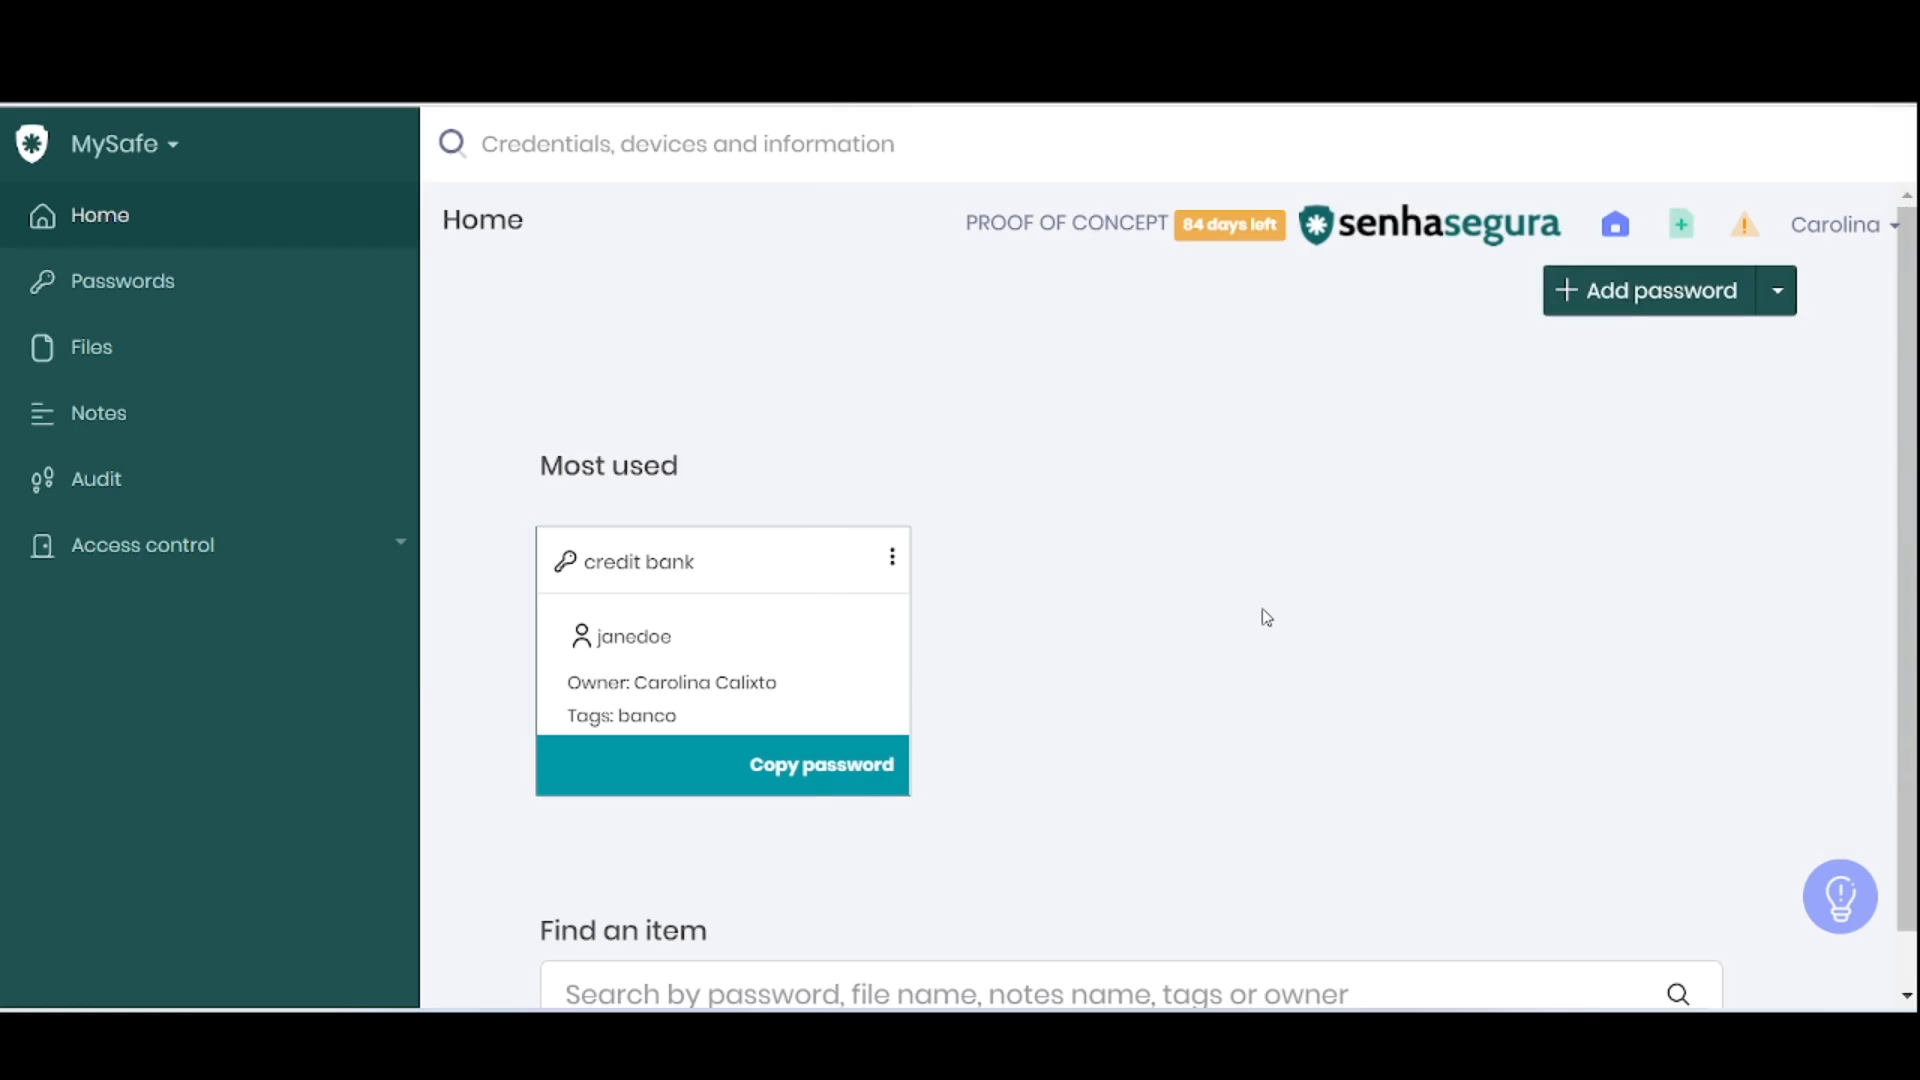 MySafe
Credentials, devices and information
Home
Passwords
Files
Notes
Audit
Access control
Home
PROOF OF CONCEPT 84 days left senhasegura Carolina
Add password
Most used
credit bank
janedoe
Owner: Carolina Calixto
Tags: banco
Copy password
Find an item
Search by password, file name, notes name, tags or owner